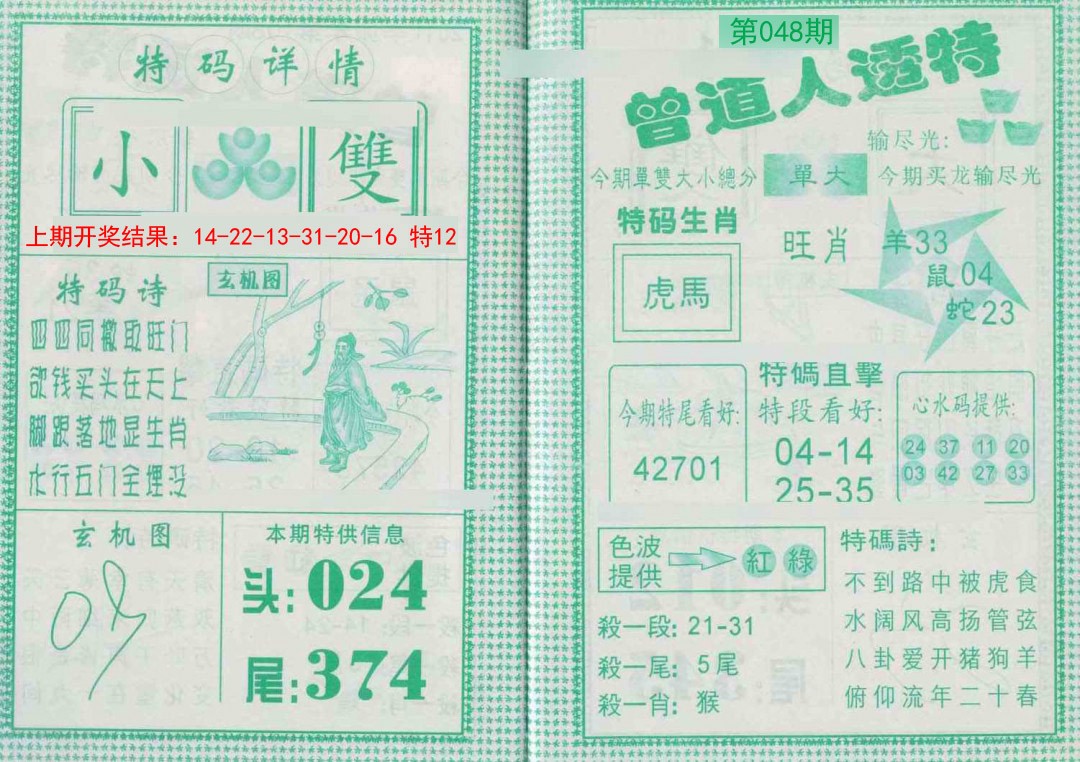 特码详情
小 雙
上期开奖结果：14-22-13-31-20-16 特12
特码诗
四四同撒取旺门
欲钱买头在天上
脚跟落地显生肖
水行五门全埋没
玄机图
玄机图
本期特供信息
头:024
尾:374
第048期
曾道人透特
输尽光:
今期單雙大小總分 單大 今期买龙输尽光
特码生肖
虎馬
旺肖 羊33
鼠04
蛇23
今期特尾看好:
42701
特碼直擊
特段看好:
04-14
25-35
心水码提供:
24 37 11 20
03 42 27 33
色波
提供
紅 綠
殺一段: 21-31
殺一尾: 5尾
殺一肖: 猴
特碼詩:
不到路中被虎食
水阔风高扬管弦
八卦爱开猪狗羊
俯仰流年二十春